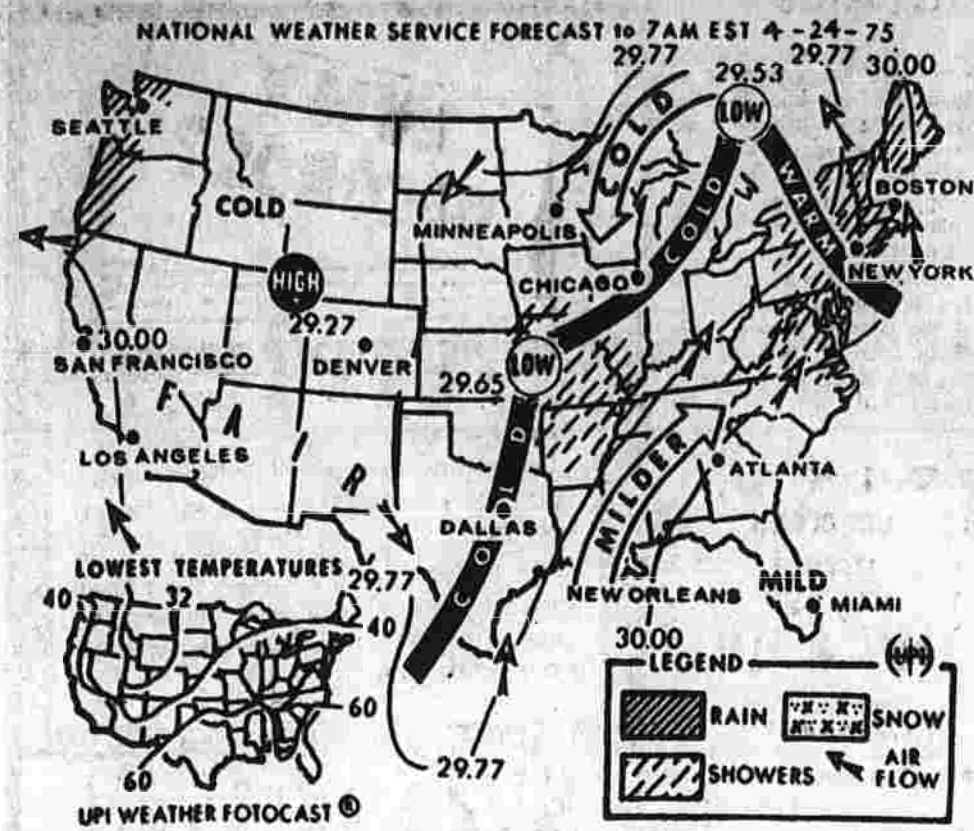 NATIONAL WEATHER SERVICE FORECAST to 7AM EST 4-24-75
29.77
29.53
29.77
30.00
LOW
SEATTLE
COLD
WARM
COLD
COLD
BOSTON
MINNEAPOLIS
NEW YORK
HIGH
CHICAGO
29.27
30.00
SAN FRANCISCO
DENVER
LOW
29.65
FAIR
LOS ANGELES
COLD
ATLANTA
MILDER
DALLAS
LOWEST TEMPERATURES
29.77
NEW ORLEANS
MILD
MIAMI
40
32
40
30.00
60
60
29.77
LEGEND
UPI
RAIN
SNOW
SHOWERS
AIR FLOW
UPI WEATHER FOTOCAST ®